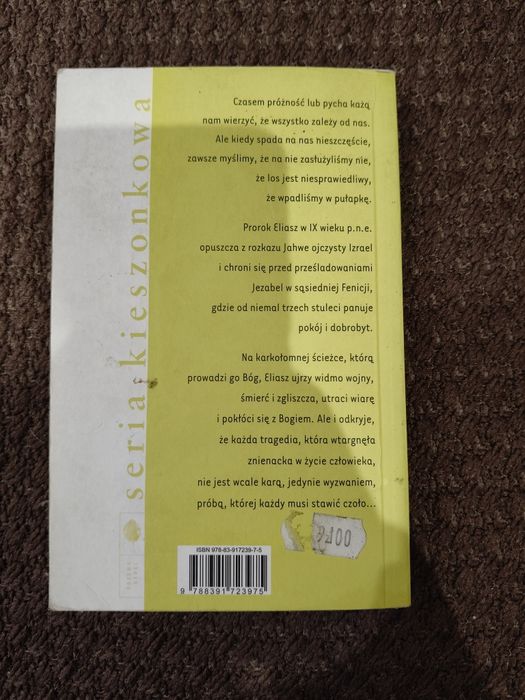 Czasem próżność lub pycha każą
nam wierzyć, że wszystko zależy od nas.
Ale kiedy spada na nas nieszczęście,
zawsze myślimy, że na nie zasłużyliśmy nie,
że los jest niesprawiedliwy,
że wpadliśmy w pułapkę.
Prorok Eliasz w IX wieku p.n.e.
opuszcza z rozkazu Jahwe ojczysty Izrael
i chroni się przed prześladowaniami
Jezabel w sąsiedniej Fenicji,
gdzie od niemal trzech stuleci panuje
pokój i dobrobyt.
Na karkołomnej ścieżce, którą
prowadzi go Bóg, Eliasz ujrzy widmo wojny,
śmierć i zgliszcza, utraci wiarę
i pokłóci się z Bogiem. Ale i odkryje,
że każda tragedia, która wtargnęła
znienacka w życie człowieka,
nie jest wcale karą, jedynie wyzwaniem,
próbą, której każdy musi stawić czoło...
seria kieszonkowa
DRZEWO
BABEL
ISBN 978-83-917239-7-5
9 788391 723975